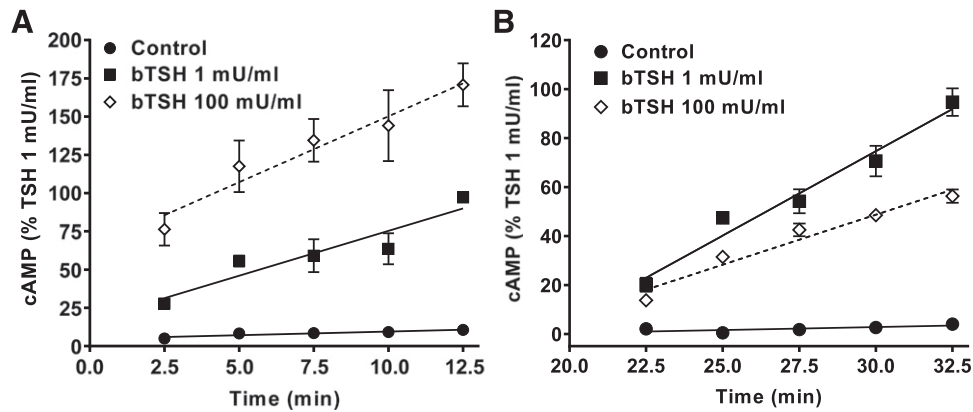 A
cAMP (% TSH 1 mU/ml)
200
175
150
125
100
75
50
25
0
Control
bTSH 1 mU/ml
bTSH 100 mU/ml
0.0 2.5 5.0 7.5 10.0 12.5
Time (min)
B
cAMP (% TSH 1 mU/ml)
120
100
80
60
40
20
0
Control
bTSH 1 mU/ml
bTSH 100 mU/ml
20.0 22.5 25.0 27.5 30.0 32.5
Time (min)